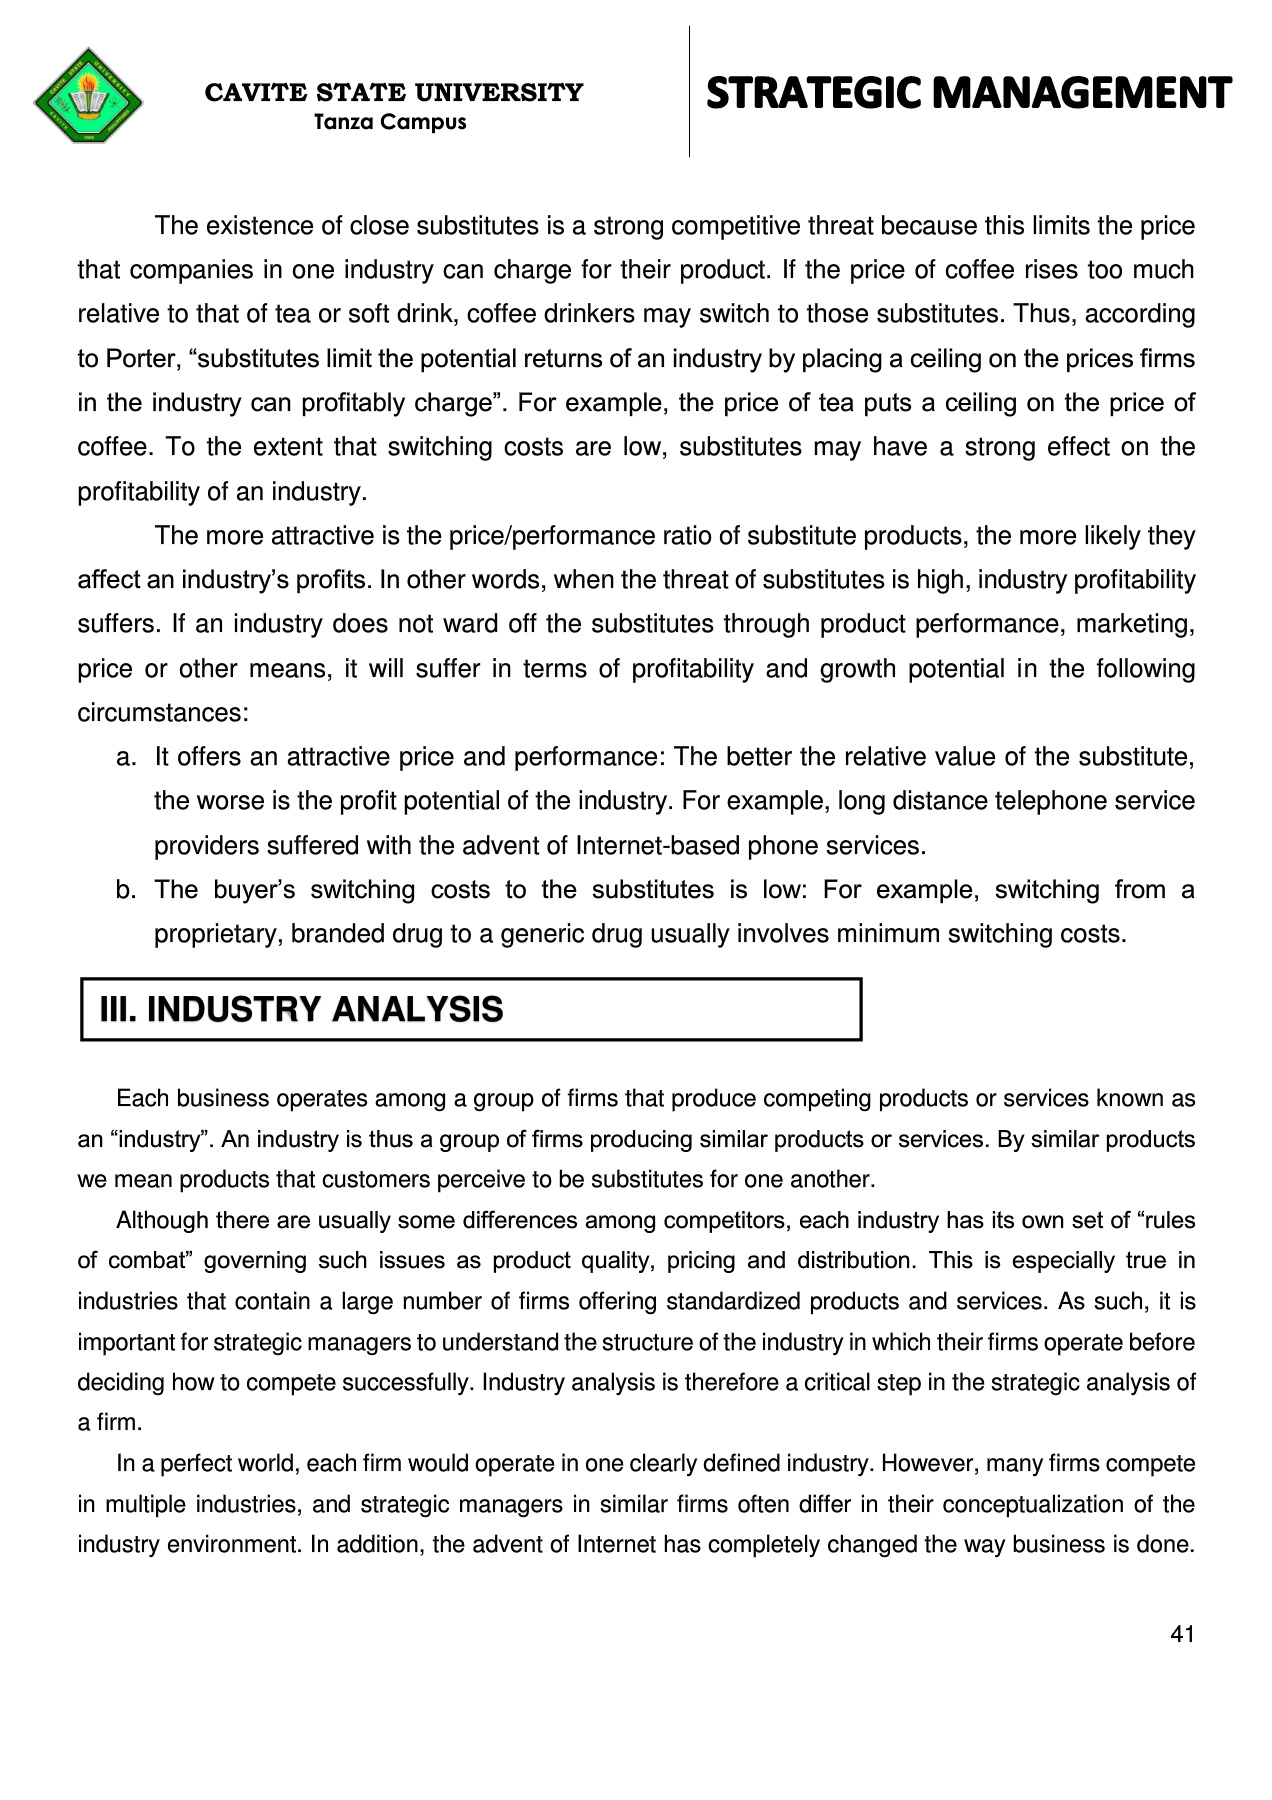 CAVITE STATE UNIVERSITY
Tanza Campus
STRATEGIC MANAGEMENT
The existence of close substitutes is a strong competitive threat because this limits the price
that companies in one industry can charge for their product. If the price of coffee rises too much
relative to that of tea or soft drink, coffee drinkers may switch to those substitutes. Thus, according
to Porter, “substitutes limit the potential returns of an industry by placing a ceiling on the prices firms
in the industry can profitably charge”. For example, the price of tea puts a ceiling on the price of
coffee. To the extent that switching costs are low, substitutes may have a strong effect on the
profitability of an industry.
The more attractive is the price/performance ratio of substitute products, the more likely they
affect an industry’s profits. In other words, when the threat of substitutes is high, industry profitability
suffers. If an industry does not ward off the substitutes through product performance, marketing,
price or other means, it will suffer in terms of profitability and growth potential in the following
circumstances:
a. It offers an attractive price and performance: The better the relative value of the substitute,
the worse is the profit potential of the industry. For example, long distance telephone service
providers suffered with the advent of Internet-based phone services.
b. The buyer’s switching costs to the substitutes is low: For example, switching from a
proprietary, branded drug to a generic drug usually involves minimum switching costs.
III. INDUSTRY ANALYSIS
Each business operates among a group of firms that produce competing products or services known as
an “industry”. An industry is thus a group of firms producing similar products or services. By similar products
we mean products that customers perceive to be substitutes for one another.
Although there are usually some differences among competitors, each industry has its own set of “rules
of combat” governing such issues as product quality, pricing and distribution. This is especially true in
industries that contain a large number of firms offering standardized products and services. As such, it is
important for strategic managers to understand the structure of the industry in which their firms operate before
deciding how to compete successfully. Industry analysis is therefore a critical step in the strategic analysis of
a firm.
In a perfect world, each firm would operate in one clearly defined industry. However, many firms compete
in multiple industries, and strategic managers in similar firms often differ in their conceptualization of the
industry environment. In addition, the advent of Internet has completely changed the way business is done.
41